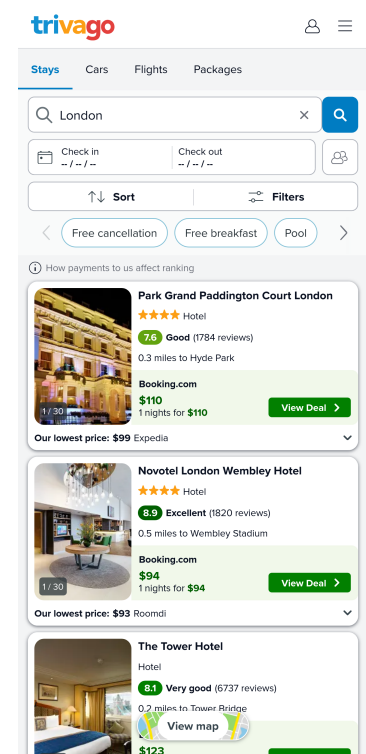 trivago
Stays Cars Flights Packages
London
Check in Check out
-- / -- / -- -- / -- / --
Sort Filters
Free cancellation Free breakfast Pool
How payments to us affect ranking
Park Grand Paddington Court London
Hotel
7.6 Good (1784 reviews)
0.3 miles to Hyde Park
Booking.com
$110
1 nights for $110
View Deal
1 / 30
Our lowest price: $99 Expedia
Novotel London Wembley Hotel
Hotel
8.9 Excellent (1820 reviews)
0.5 miles to Wembley Stadium
Booking.com
$94
1 nights for $94
View Deal
1 / 30
Our lowest price: $93 Roomdi
The Tower Hotel
Hotel
8.1 Very good (6737 reviews)
0.2 miles to Tower Bridge
View map
$123